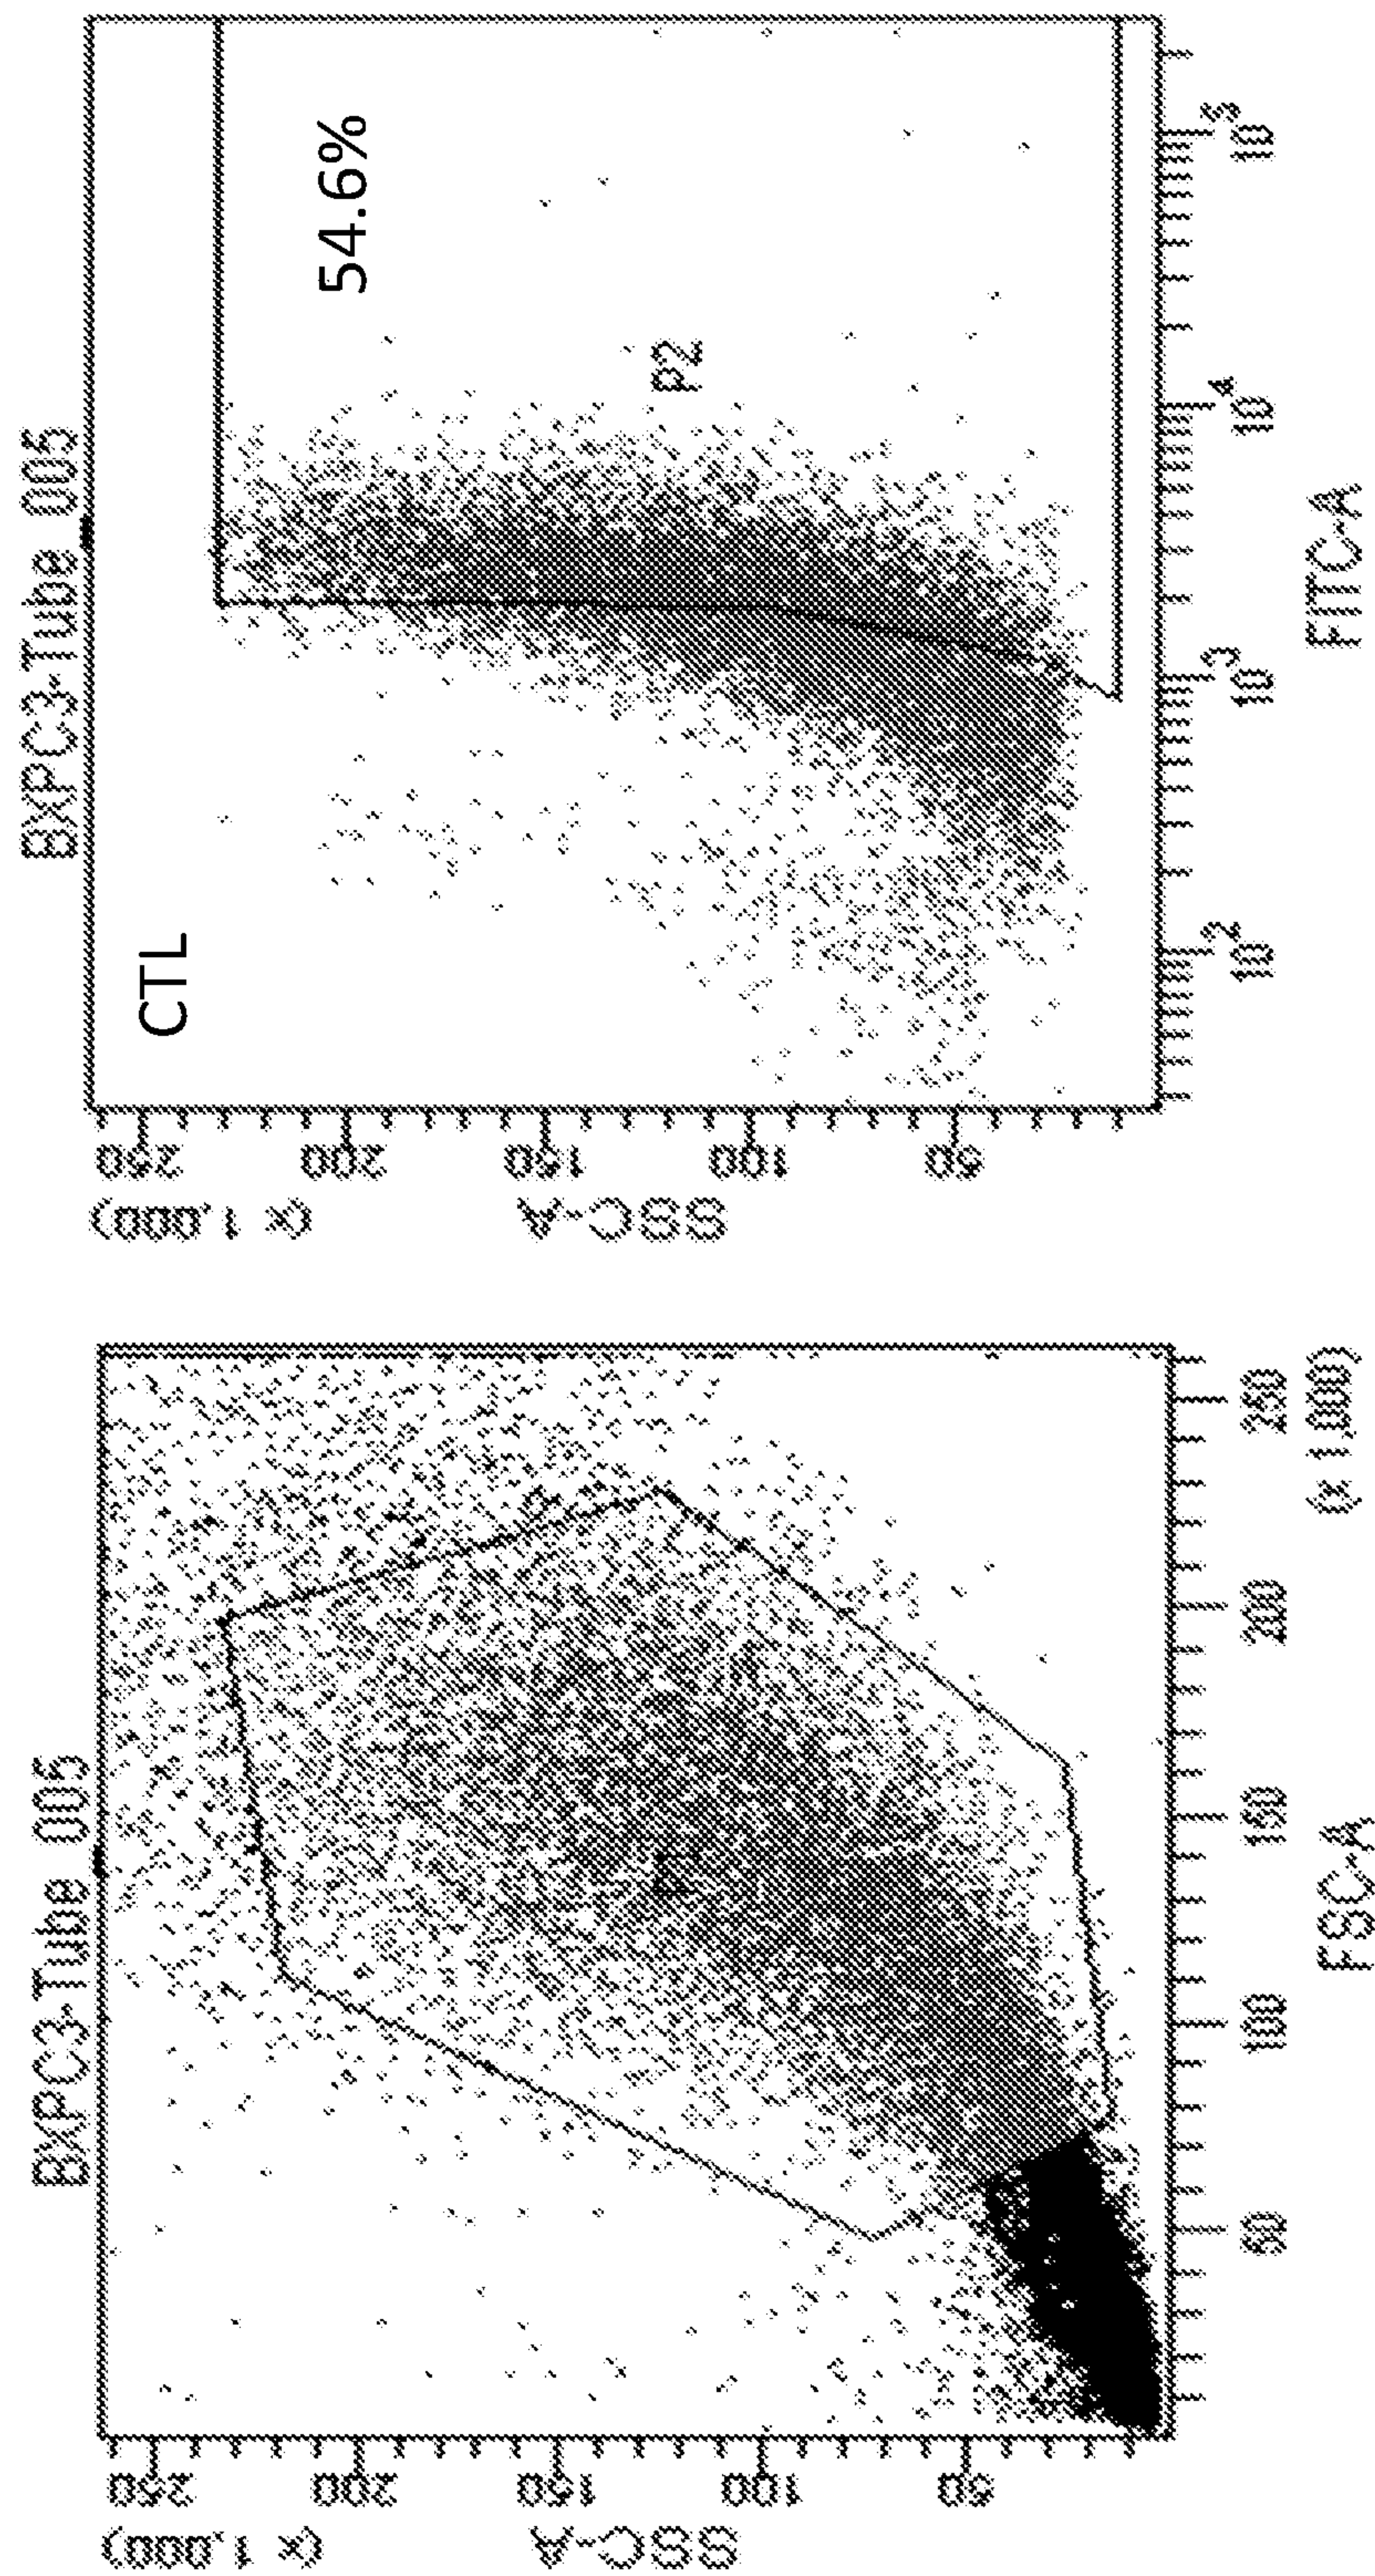 BXPC3-Tube_005
(x 1,000)
SSC-A
250
200
150
100
50
P1
50
100
150
200
250
(x 1,000)
FSC-A
BXPC3-Tube_005
(x 1,000)
SSC-A
250
200
150
100
50
CTL
54.6%
P2
10^2
10^3
10^4
10^5
FITC-A